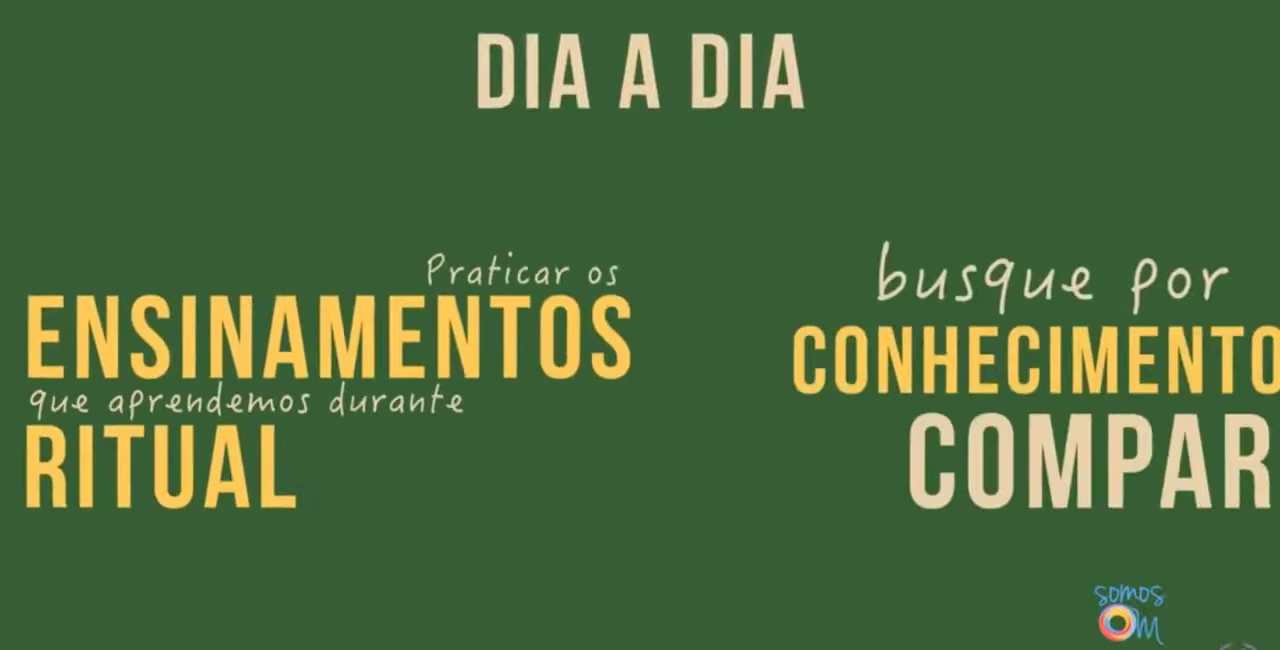 DIA A DIA
Praticar os
ENSINAMENTOS
que aprendemos durante
RITUAL
busque por
CONHECIMENTO
COMPAR
somos
OM